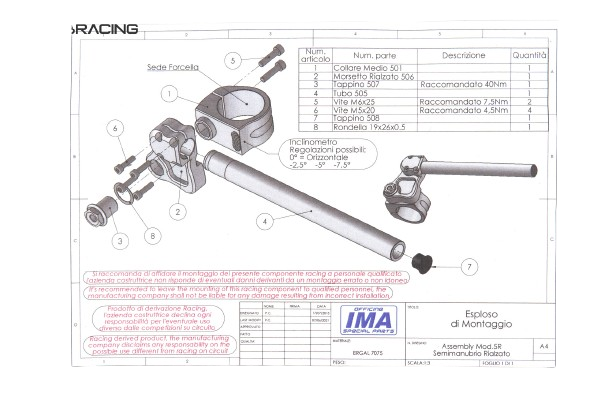 RACING
Num. articolo Num. parte Descrizione Quantità
1 Collare Medio 501 1
2 Morsetto Rialzato 506 1
3 Tappino 507 Raccomandato 40Nm 1
4 Tubo 505 1
5 Vite M6x25 Raccomandato 7,5Nm 2
6 Vite M5x20 Raccomandato 4,5Nm 4
7 Tappino 508 1
8 Rondella 19x26x0.5 1
Sede Forcella
5
1
6
Inclinometro
Regolazioni possibili:
0° = Orizzontale
-2.5° -5° -7.5°
2
4
3
8
7
Si raccomanda di affidare il montaggio del presente componente racing a personale qualificato
l'azienda costruttrice non risponde di eventuali danni derivanti da un montaggio errato o non idoneo
It's recommended to leave the mounting of this racing component to qualified personnel, the
manufacturing company shall not be liable for any damage resulting from incorrect installation.
Prodotto di derivazione Racing,
l'azienda costruttrice declina ogni
responsabilità per l'eventuale uso
diverso dalle competizioni su circuito.
Racing derived product, the manufacturing
company disclaims any responsibility on the
possible use different from racing on circuit
NOME FIRMA DATA
OFFICINE
IMA
SPECIAL PARTS
MATERIALE:
ERGAL 7075
PESO:
TITOLO:
Esploso
di Montaggio
N. DISEGNO
Assembly Mod.SR
Semimanubrio Rialzato
A4
SCALA:1:3
FOGLIO 1 DI 1